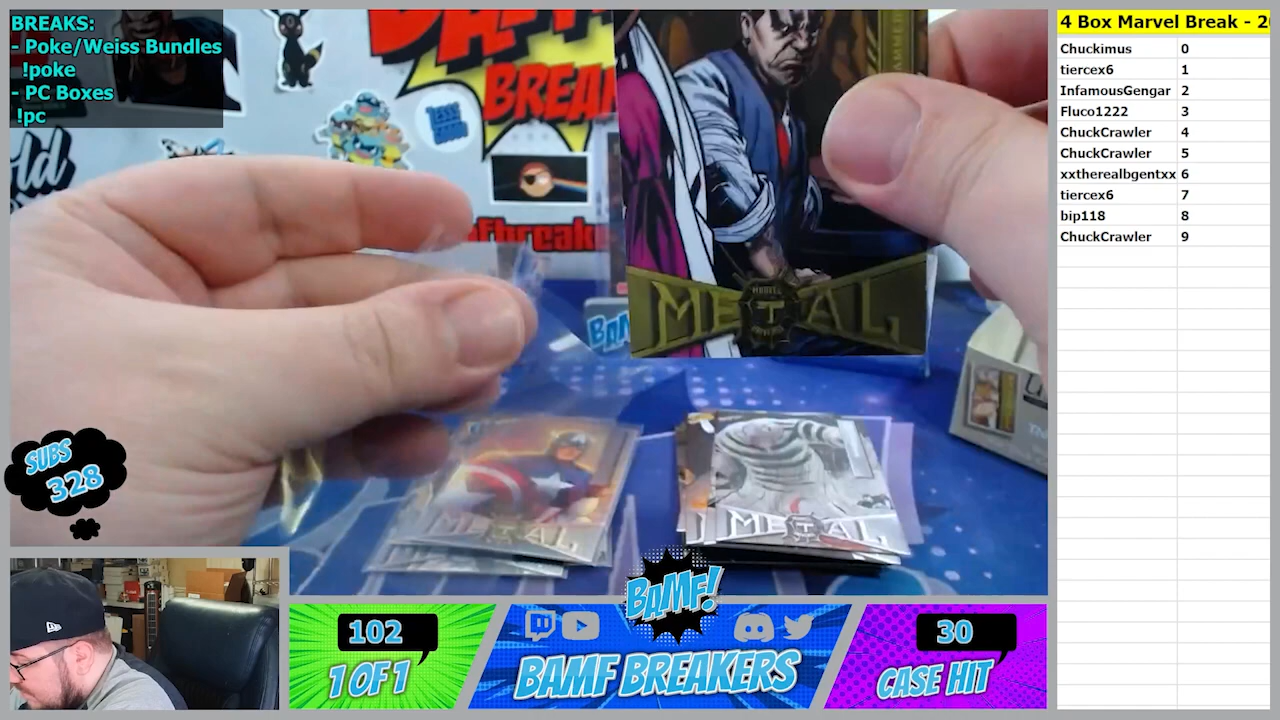 BREAKS:
- Poke/Weiss Bundles
!poke
- PC Boxes
!pc
BREAK
METAL
METAL
METAL
SUBS
328
102
1 OF 1
BAMF!
BAMF BREAKERS
30
CASE HIT
4 Box Marvel Break - 2
Chuckimus 0
tiercex6 1
InfamousGengar 2
Fluco1222 3
ChuckCrawler 4
ChuckCrawler 5
xxtherealbgentxx 6
tiercex6 7
bip118 8
ChuckCrawler 9